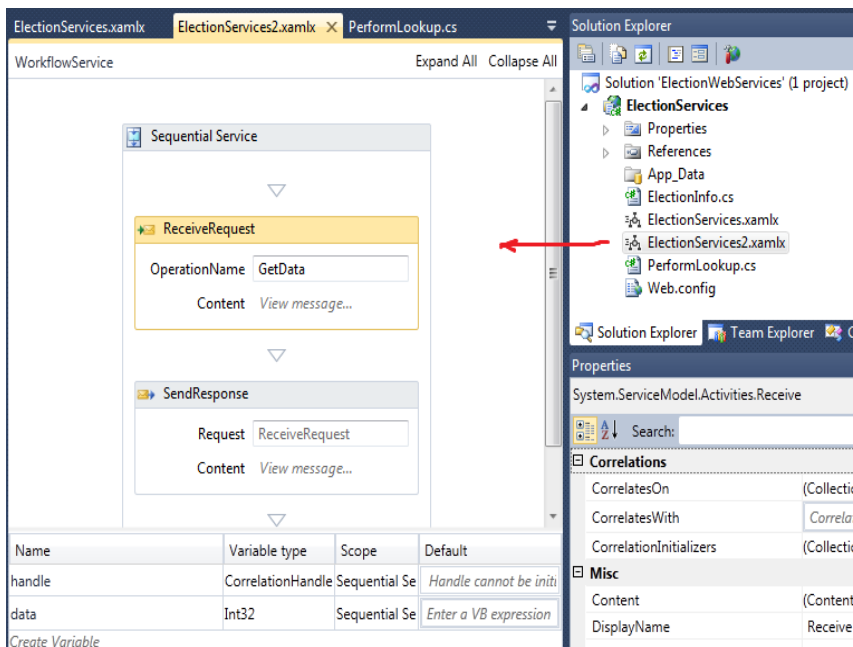 ElectionServices.xamlx ElectionServices2.xamlx PerformLookup.cs
WorkflowService Expand All Collapse All
Sequential Service
ReceiveRequest
OperationName GetData
Content View message...
SendResponse
Request ReceiveRequest
Content View message...
Name Variable type Scope Default
handle CorrelationHandle Sequential Se Handle cannot be initi
data Int32 Sequential Se Enter a VB expression
Create Variable
Solution Explorer
Solution 'ElectionWebServices' (1 project)
ElectionServices
Properties
References
App_Data
ElectionInfo.cs
ElectionServices.xamlx
ElectionServices2.xamlx
PerformLookup.cs
Web.config
Solution Explorer Team Explorer C
Properties
System.ServiceModel.Activities.Receive
Search:
Correlations
CorrelatesOn (Collecti
CorrelatesWith Correla
CorrelationInitializers (Collecti
Misc
Content (Content
DisplayName Receive